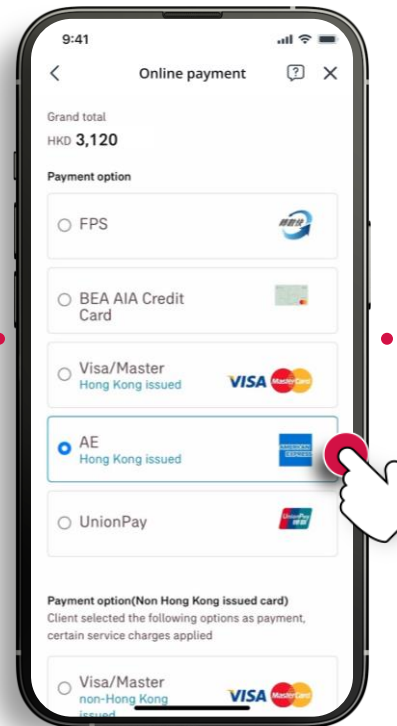 9:41
Online payment
Grand total
HKD 3,120
Payment option
FPS
轉數快
BEA AIA Credit
Card
Visa/Master
Hong Kong issued
VISA MasterCard
AE
Hong Kong issued
AMERICAN
EXPRESS
UnionPay
UnionPay
银联
Payment option(Non Hong Kong issued card)
Client selected the following options as payment,
certain service charges applied
Visa/Master
non-Hong Kong
issued
VISA MasterCard